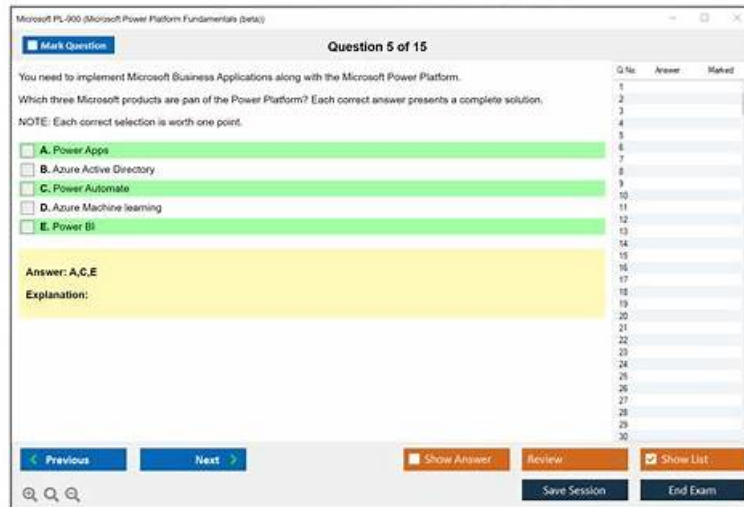 Microsoft PL-900 (Microsoft Power Platform Fundamentals (beta))
Mark Question
Question 5 of 15
You need to implement Microsoft Business Applications along with the Microsoft Power Platform.
Which three Microsoft products are pan of the Power Platform? Each correct answer presents a complete solution.
NOTE: Each correct selection is worth one point.
A. Power Apps
B. Azure Active Directory
C. Power Automate
D. Azure Machine learning
E. Power BI
Answer: A,C,E
Explanation:
Q.No. Answer Marked
1
2
3
4
5
6
7
8
9
10
11
12
13
14
15
16
17
18
19
20
21
22
23
24
25
26
27
28
29
30
Previous
Next
Show Answer
Review
Show List
Save Session
End Exam